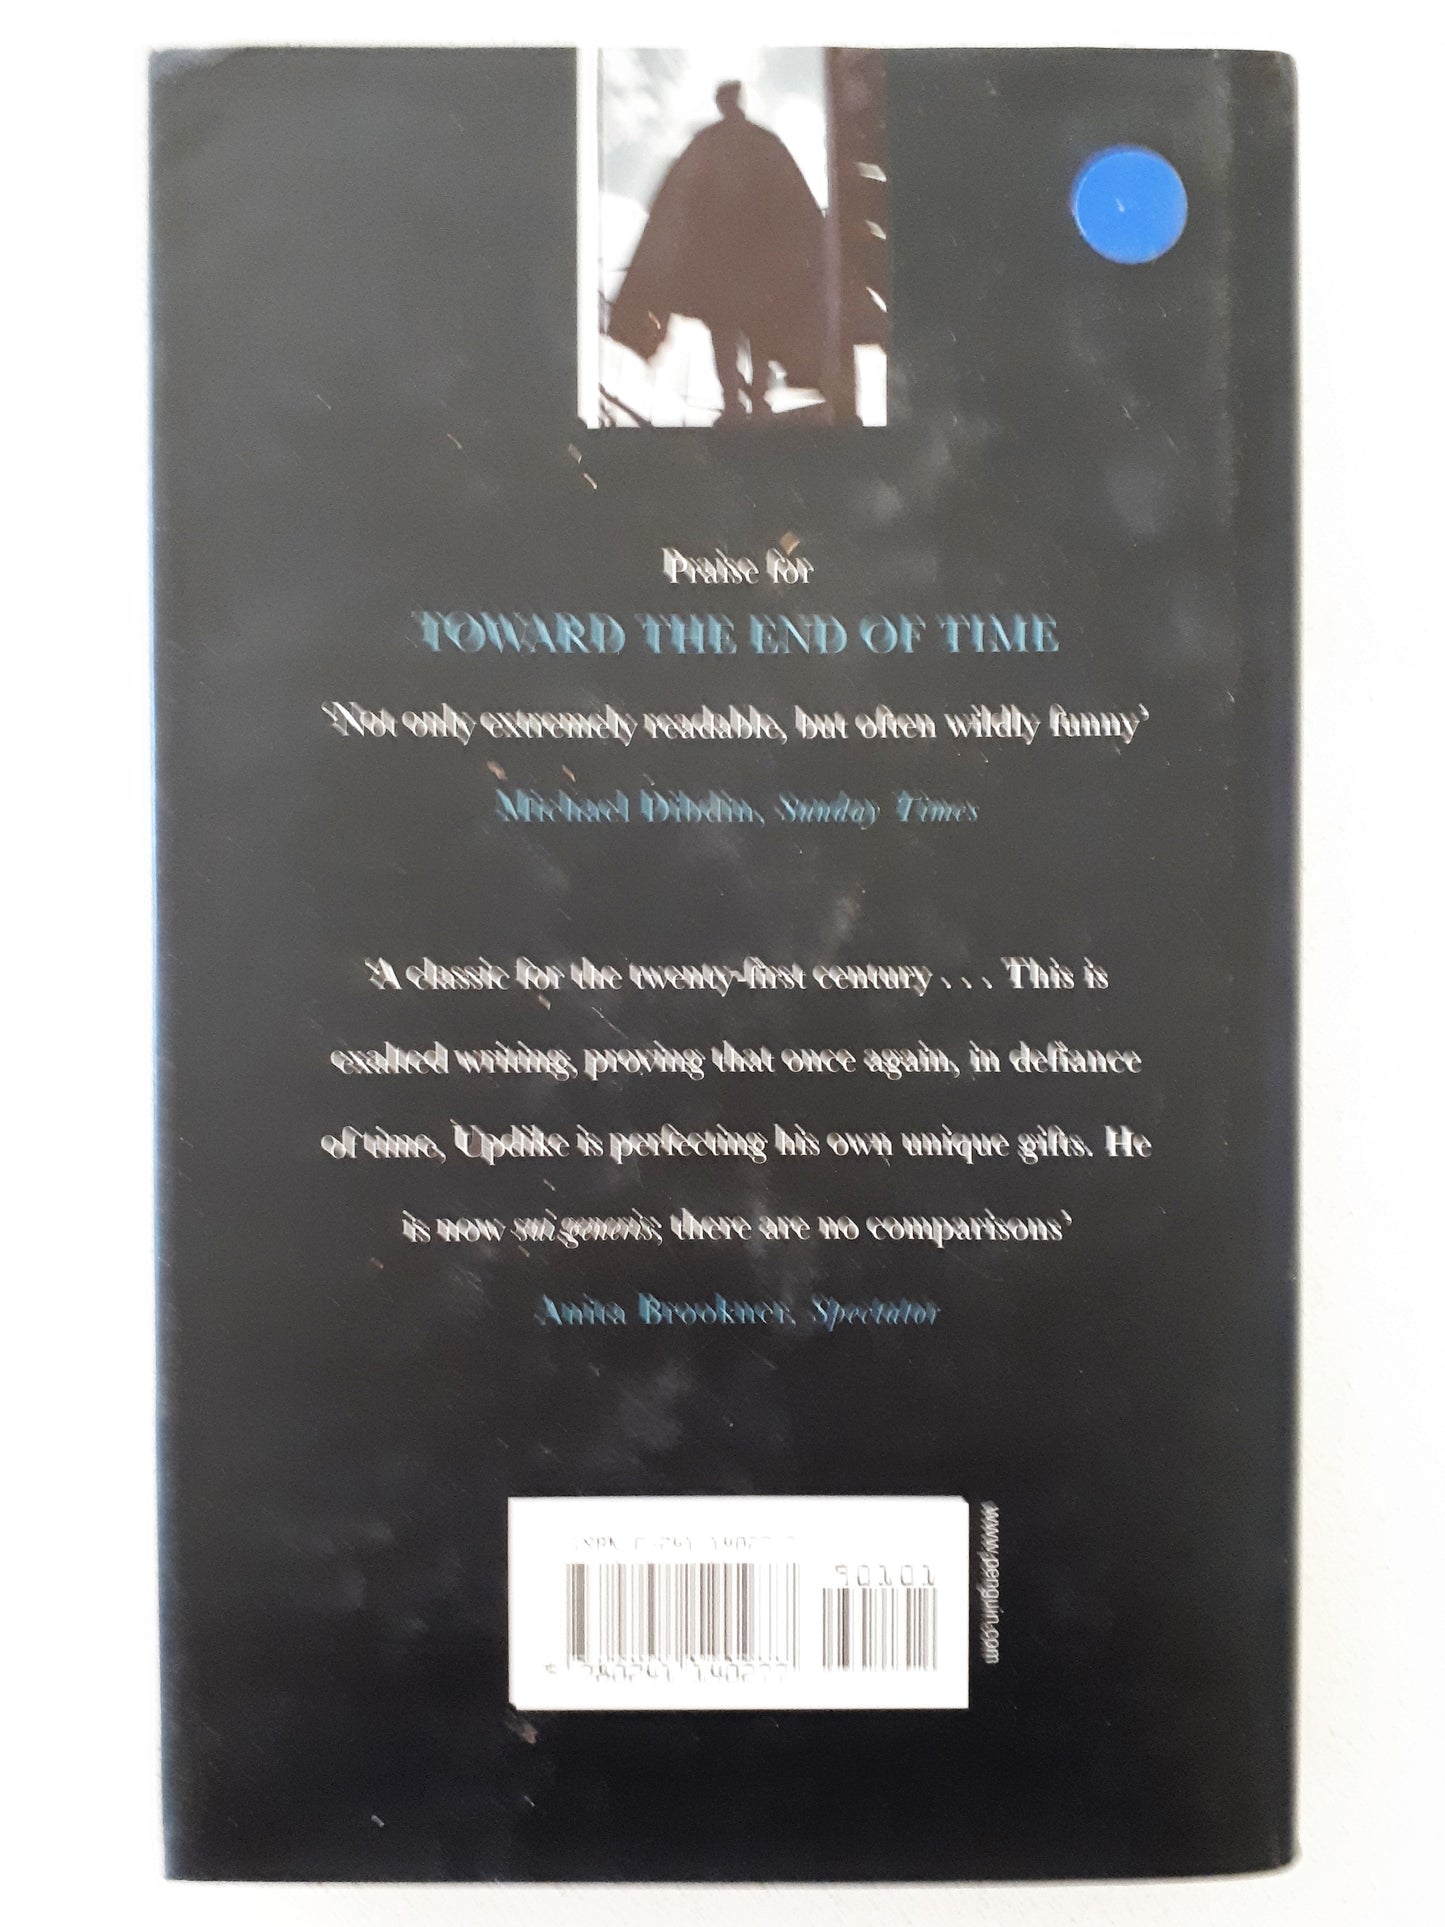 Praise for
TOWARD THE END OF TIME
‘Not only extremely readable, but often wildly funny’
Michael Dibdin, Sunday Times
‘A classic for the twenty-first century . . . This is
exalted writing, proving that once again, in defiance
of time, Updike is perfecting his own unique gifts. He
is now sui generis; there are no comparisons’
Anita Brookner, Spectator
90101
www.penguin.com